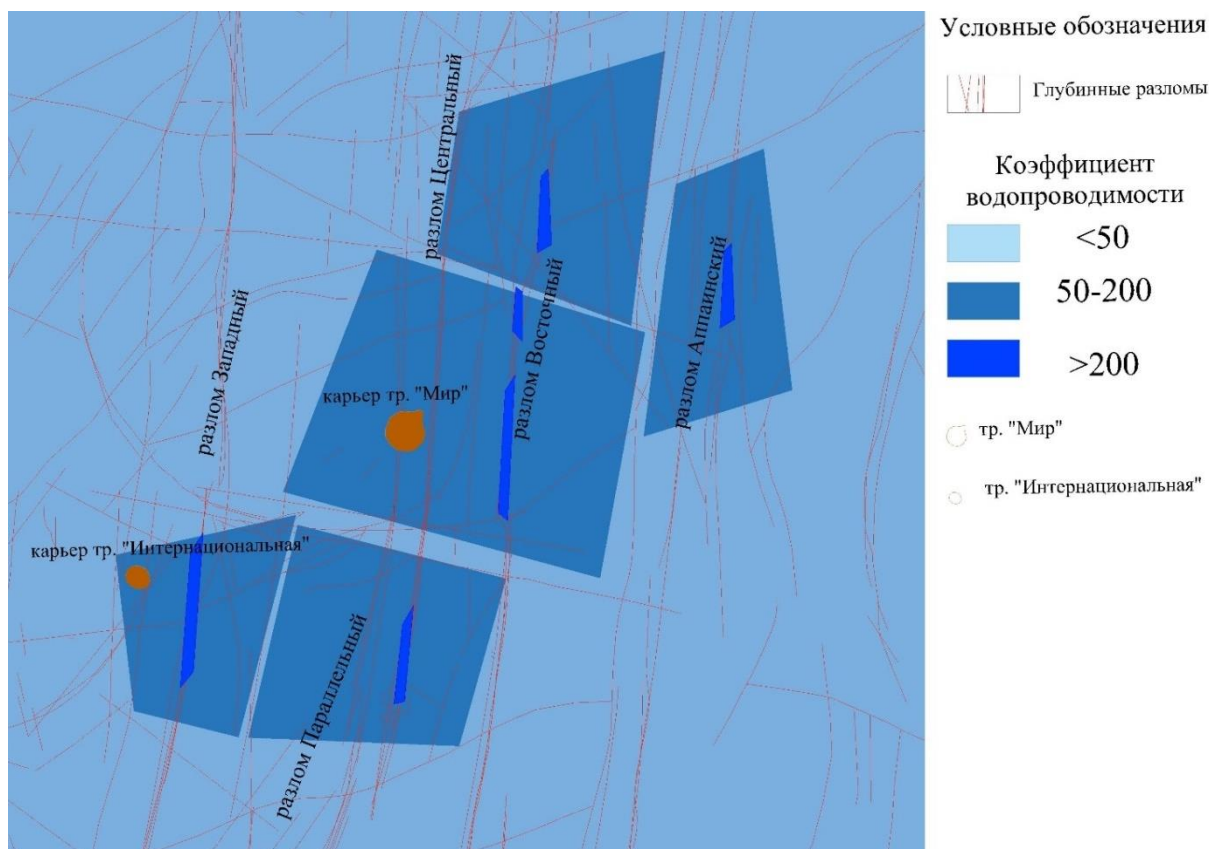 разлом Центральный
разлом Западный
разлом Восточный
разлом Аппаинский
карьер тр. "Мир"
карьер тр. "Интернациональная"
разлом Параллельный
Условные обозначения
Глубинные разломы
Коэффициент
водопроводимости
<50
50-200
>200
тр. "Мир"
тр. "Интернациональная"